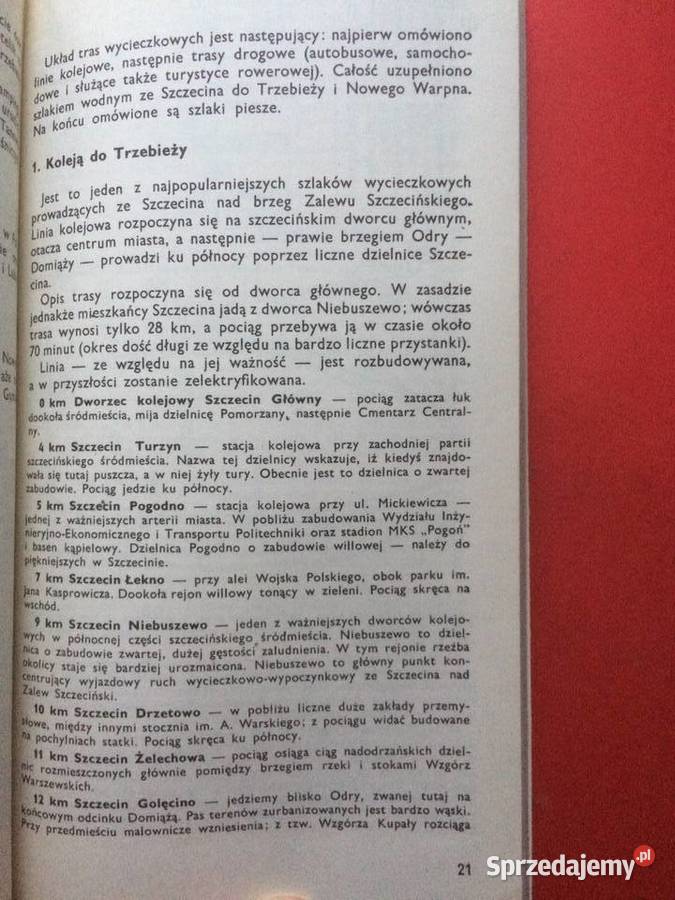 Układ tras wycieczkowych jest następujący: najpierw omówiono
linie kolejowe, następnie trasy drogowe (autobusowe, samocho-
dowe i służące także turystyce rowerowej). Całość uzupełniono
szlakiem wodnym ze Szczecina do Trzebieży i Nowego Warpna.
Na końcu omówione są szlaki piesze.
1. Koleją do Trzebieży
Jest to jeden z najpopularniejszych szlaków wycieczkowych
prowadzących ze Szczecina nad brzeg Zalewu Szczecińskiego.
Linia kolejowa rozpoczyna się na szczecińskim dworcu głównym,
otacza centrum miasta, a następnie — prawie brzegiem Odry —
Domiąży — prowadzi ku północy poprzez liczne dzielnice Szcze-
cina.
Opis trasy rozpoczyna się od dworca głównego. W zasadzie
jednakże mieszkańcy Szczecina jadą z dworca Niebuszewo; wówczas
trasa wynosi tylko 28 km, a pociąg przebywa ją w czasie około
70 minut (okres dość długi ze względu na bardzo liczne przystanki).
Linia — ze względu na jej ważność — jest rozbudowywana,
a w przyszłości zostanie zelektryfikowana.
0 km Dworzec kolejowy Szczecin Główny — pociąg zatacza łuk
dookoła śródmieścia, mija dzielnicę Pomorzany, następnie Cmentarz Central-
ny.
4 km Szczecin Turzyn — stacja kolejowa przy zachodniej partii
szczecińskiego śródmieścia. Nazwa tej dzielnicy wskazuje, iż kiedyś znajdo-
wała się tutaj puszcza, a w niej żyły tury. Obecnie jest to dzielnica o zwartej
zabudowie. Pociąg jedzie ku północy.
5 km Szczecin Pogodno — stacja kolejowa przy ul. Mickiewicza —
jednej z ważniejszych arterii miasta. W pobliżu zabudowania Wydziału Inży-
nieryjno-Ekonomicznego i Transportu Politechniki oraz stadion MKS „Pogoń"
i basen kąpielowy. Dzielnica Pogodno o zabudowie willowej — należy do
piękniejszych w Szczecinie.
7 km Szczecin Łekno — przy alei Wojska Polskiego, obok parku im.
Jana Kasprowicza. Dookoła rejon willowy tonący w zieleni. Pociąg skręca na
wschód.
9 km Szczecin Niebuszewo — jeden z ważniejszych dworców kolejo-
wych w północnej części szczecińskiego śródmieścia. Niebuszewo to dziel-
nica o zabudowie zwartej, dużej gęstości zaludnienia. W tym rejonie rzeźba
okolicy staje się bardziej urozmaicona. Niebuszewo to główny punkt kon-
centrujący wyjazdowy ruch wycieczkowo-wypoczynkowy ze Szczecina nad
Zalew Szczeciński.
10 km Szczecin Drzetowo — w pobliżu liczne duże zakłady przemy-
słowe, między innymi stocznia im. A. Warskiego; z pociągu widać budowane
na pochylniach statki. Pociąg skręca ku północy.
11 km Szczecin Żelechowa — pociąg osiąga ciąg nadodrzańskich dziel-
nic rozmieszczonych głównie pomiędzy brzegiem rzeki i stokami Wzgórz
Warszewskich.
12 km Szczecin Golęcino — jedziemy blisko Odry, zwanej tutaj na
końcowym odcinku Domiążą. Pas terenów zurbanizowanych jest bardzo wąski.
Przy przedmieściu malownicze wzniesienia; z tzw. Wzgórza Kupały rozciąga
21
Sprzedajemy.pl